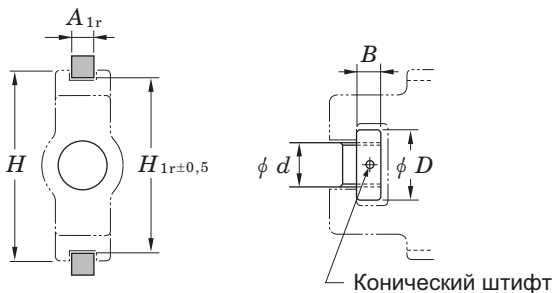 A1r
H
H1r±0,5
B
ϕ d
ϕ D
Конический штифт